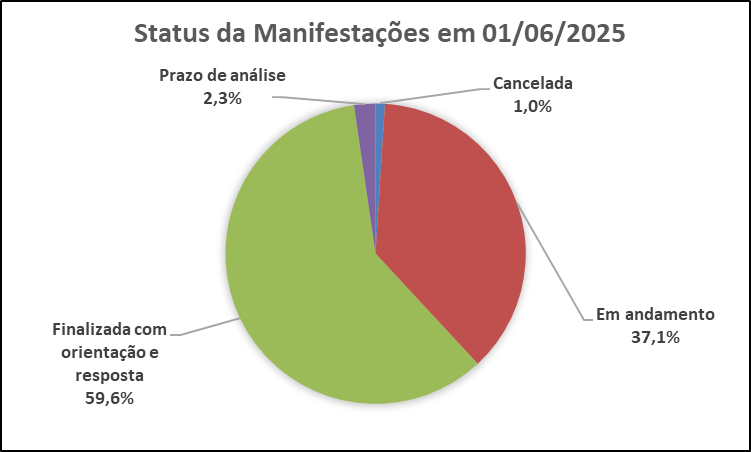 Status da Manifestações em 01/06/2025
Prazo de análise
2,3%
Cancelada
1,0%
Em andamento
37,1%
Finalizada com
orientação e
resposta
59,6%